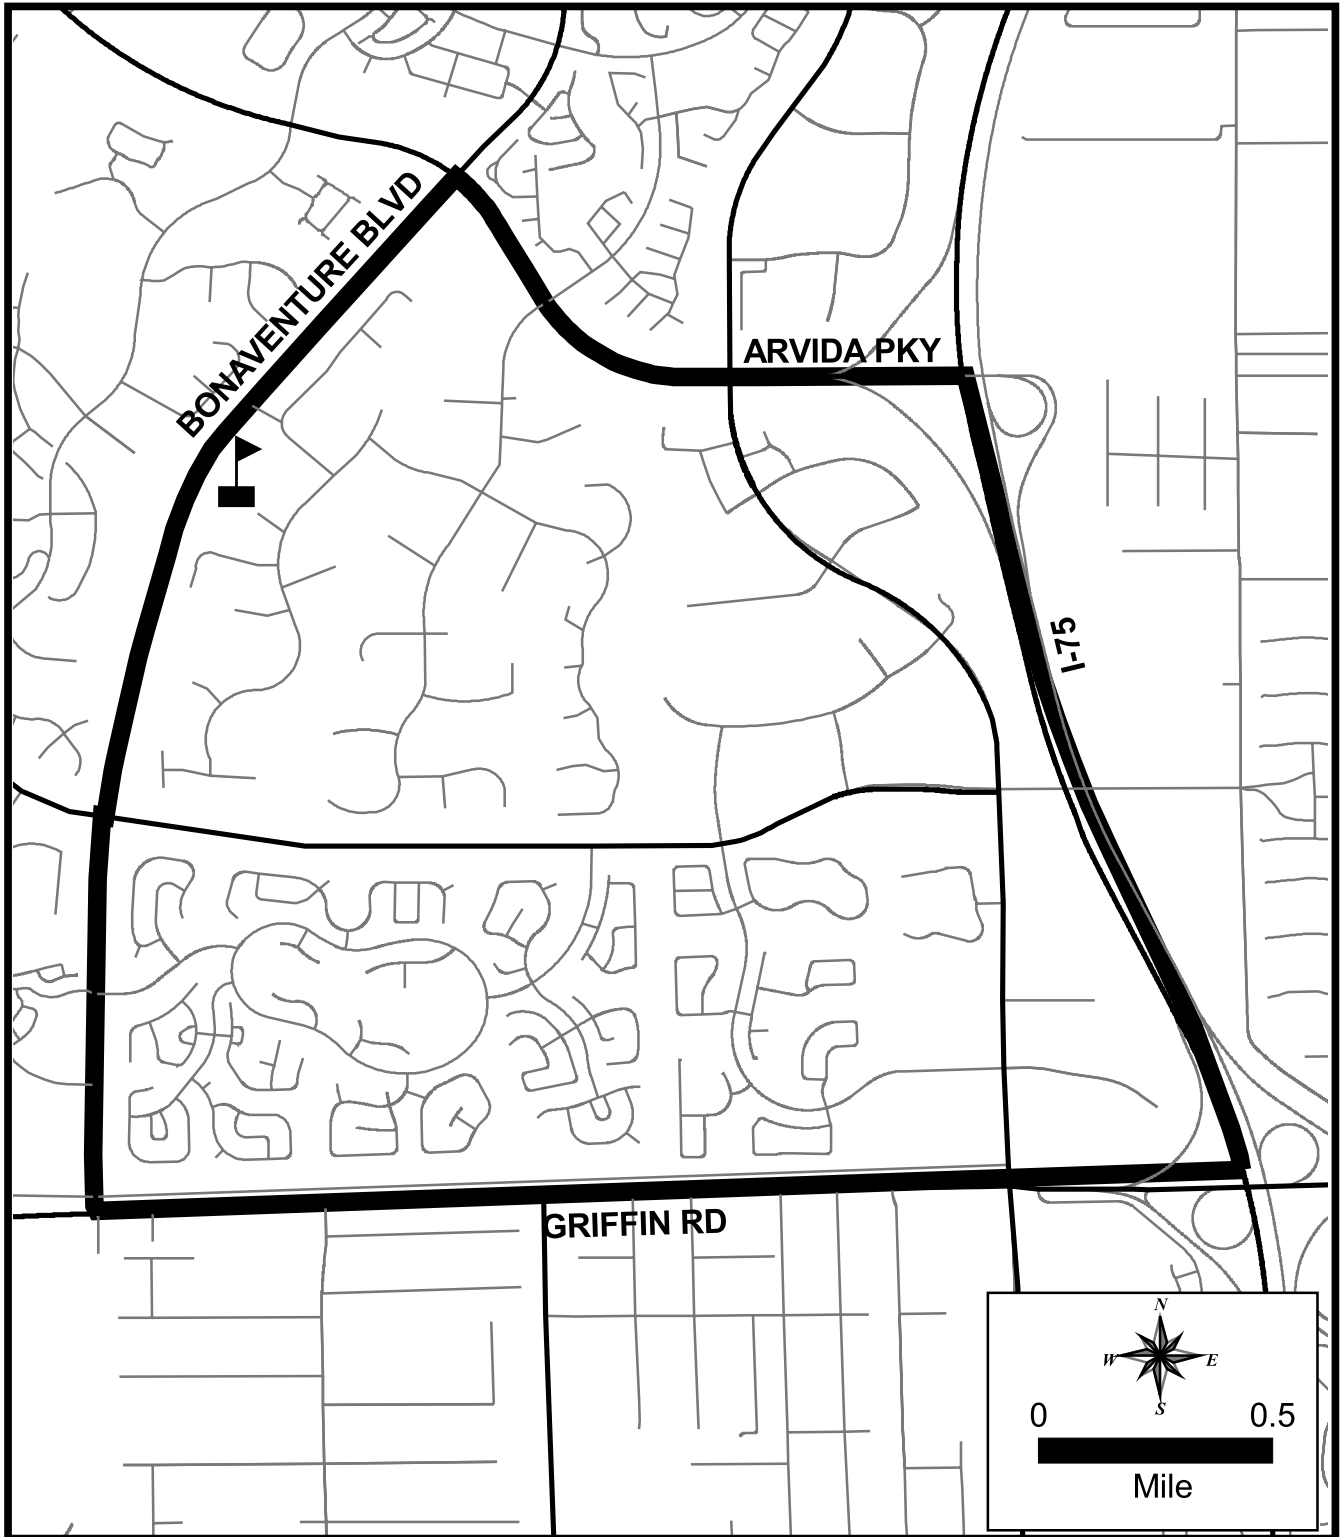 BONAVENTURE BLVD
ARVIDA PKY
I-75
GRIFFIN RD
N
W E
S
0 0.5
Mile